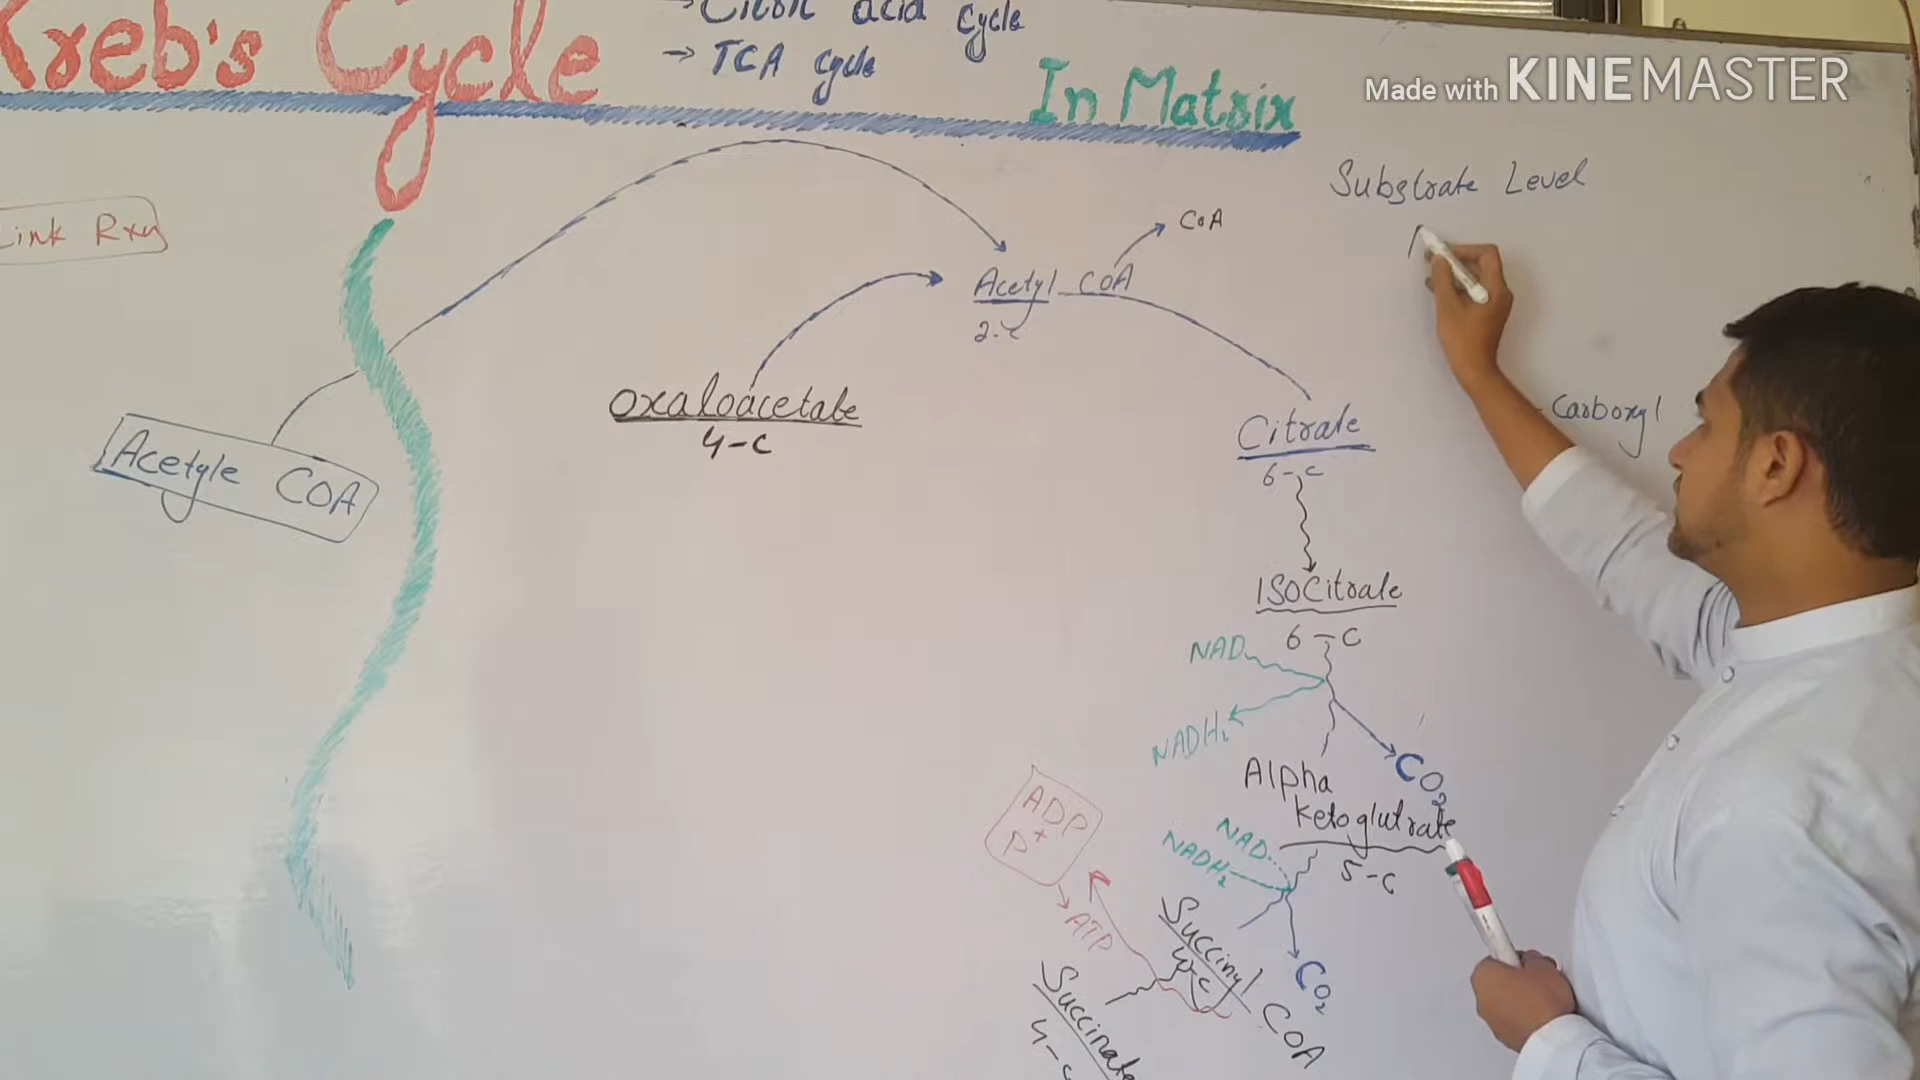 Kreb's Cycle
→ Citric acid cycle
→ TCA cycle
In Matrix
Made with KINEMASTER
Substrate Level
Link Rxn
CoA
Acetyl COA
2-C
Oxaloacetate
4-C
Carboxyl
Citrate
6-C
Acetyle COA
ISOCitrate
6-C
NAD
NADH2
CO2
Alpha
Ketoglutrate
5-C
NAD
NADH2
ADP
P+
ATP
CO2
Succinyl COA
4-C
Succinate
4-C